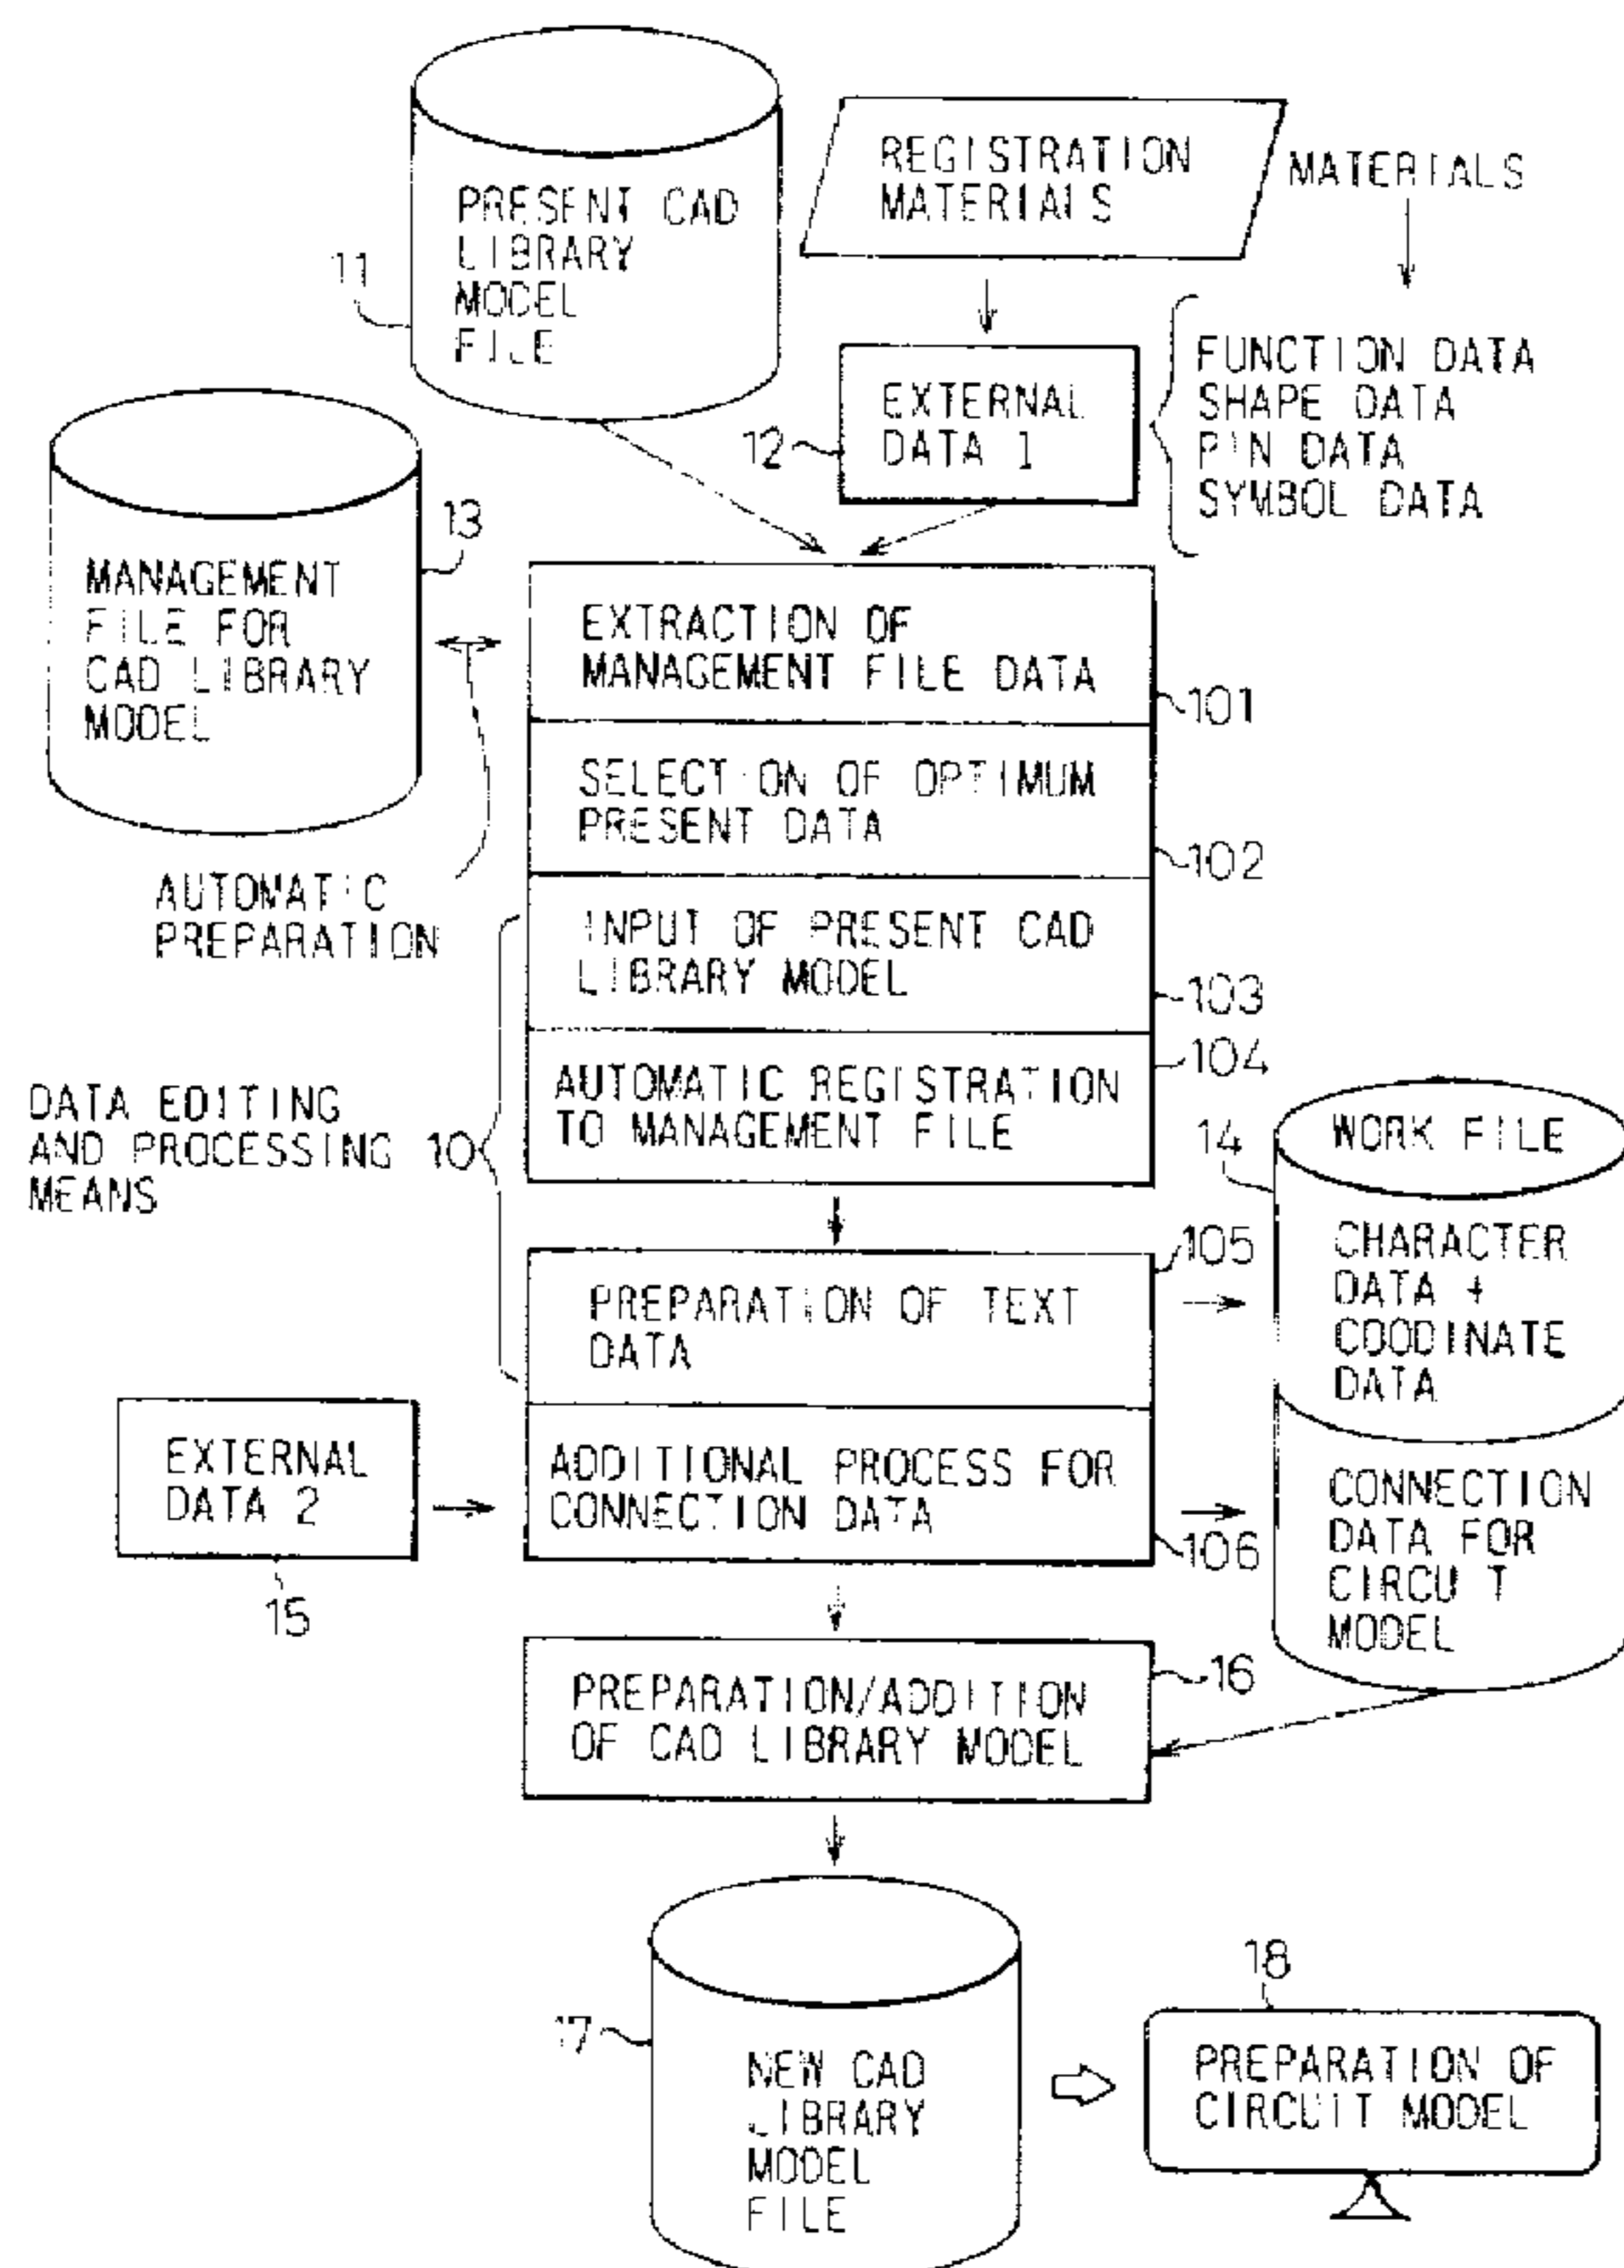 PRESENT CAD
LIBRARY
MODEL
FILE
11
REGISTRATION
MATERIALS
MATERIALS
EXTERNAL
DATA 1
12
FUNCTION DATA
SHAPE DATA
PIN DATA
SYMBOL DATA
13
MANAGEMENT
FILE FOR
CAD LIBRARY
MODEL
AUTOMATIC
PREPARATION
EXTRACTION OF
MANAGEMENT FILE DATA
101
SELECTION OF OPTIMUM
PRESENT DATA
102
INPUT OF PRESENT CAD
LIBRARY MODEL
103
104
AUTOMATIC REGISTRATION
TO MANAGEMENT FILE
DATA EDITING
AND PROCESSING
MEANS
10
14
WORK FILE
CHARACTER
DATA +
COODINATE
DATA
105
PREPARATION OF TEXT
DATA
EXTERNAL
DATA 2
15
ADDITIONAL PROCESS FOR
CONNECTION DATA
106
CONNECTION
DATA FOR
CIRCUIT
MODEL
16
PREPARATION/ADDITION
OF CAD LIBRARY MODEL
17
NEW CAD
LIBRARY
MODEL
FILE
18
PREPARATION OF
CIRCUIT MODEL